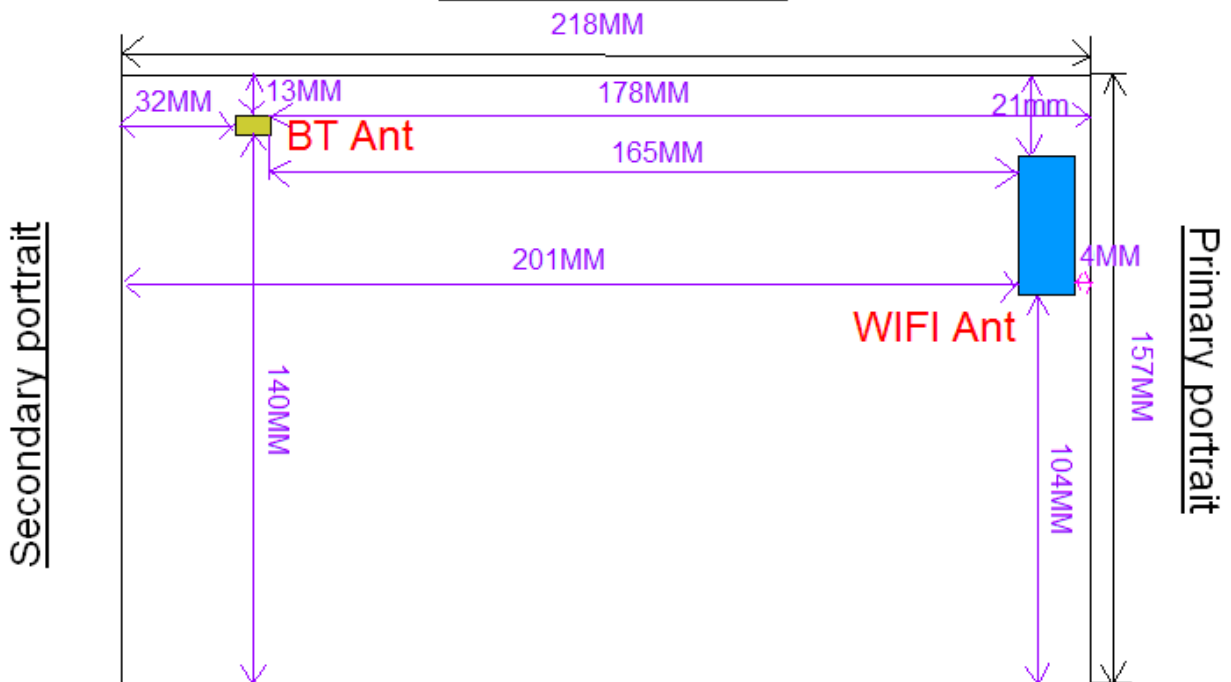 218MM
13MM
32MM
178MM
21mm
BT Ant
165MM
Secondary portrait
Primary portrait
201MM
4MM
WIFI Ant
157MM
140MM
104MM